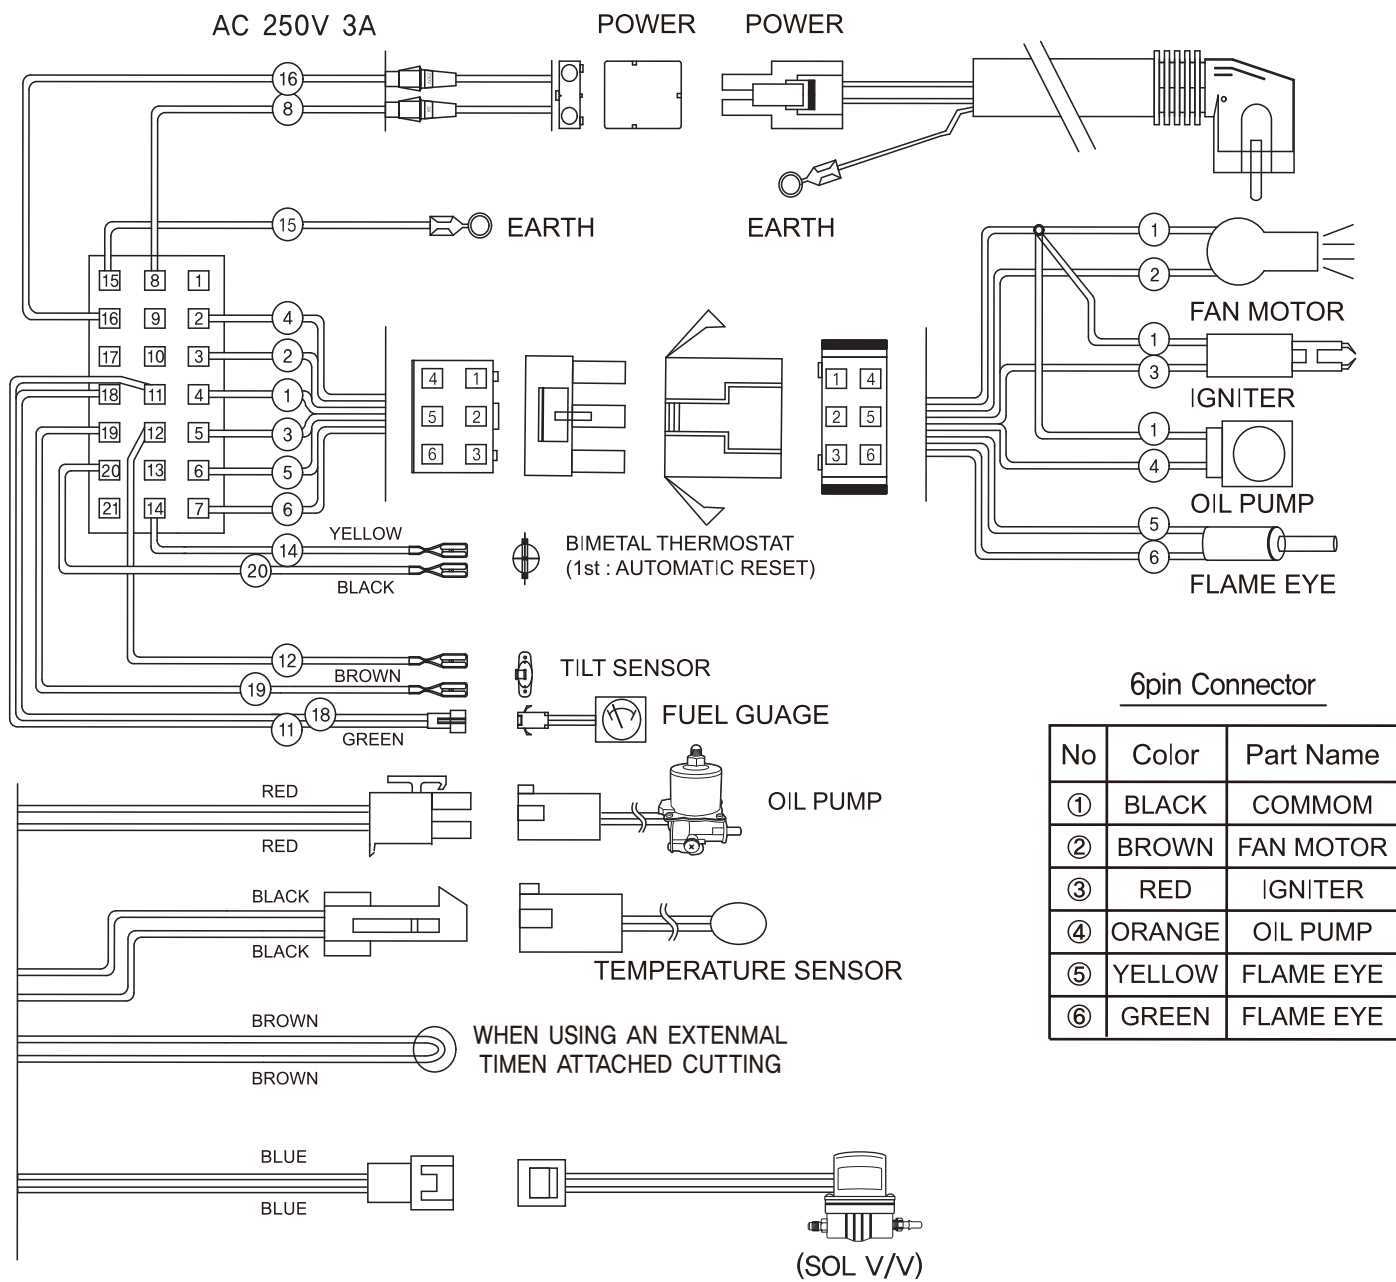 AC 250V 3A
POWER
POWER
16
8
15
EARTH
EARTH
1
2
FAN MOTOR
1
3
IGNITER
1
4
OIL PUMP
5
6
FLAME EYE
15 8 1
16 9 2
17 10 3
18 11 4
19 12 5
20 13 6
21 14 7
4
2
1
3
5
6
4 1
5 2
6 3
1 4
2 5
3 6
YELLOW
14
20
BLACK
BIMETAL THERMOSTAT
(1st : AUTOMATIC RESET)
12
BROWN
19
TILT SENSOR
18
11
GREEN
FUEL GUAGE
RED
RED
OIL PUMP
BLACK
BLACK
TEMPERATURE SENSOR
BROWN
BROWN
WHEN USING AN EXTENMAL
TIMEN ATTACHED CUTTING
BLUE
BLUE
(SOL V/V)
6pin Connector
No Color Part Name
① BLACK COMMOM
② BROWN FAN MOTOR
③ RED IGNITER
④ ORANGE OIL PUMP
⑤ YELLOW FLAME EYE
⑥ GREEN FLAME EYE